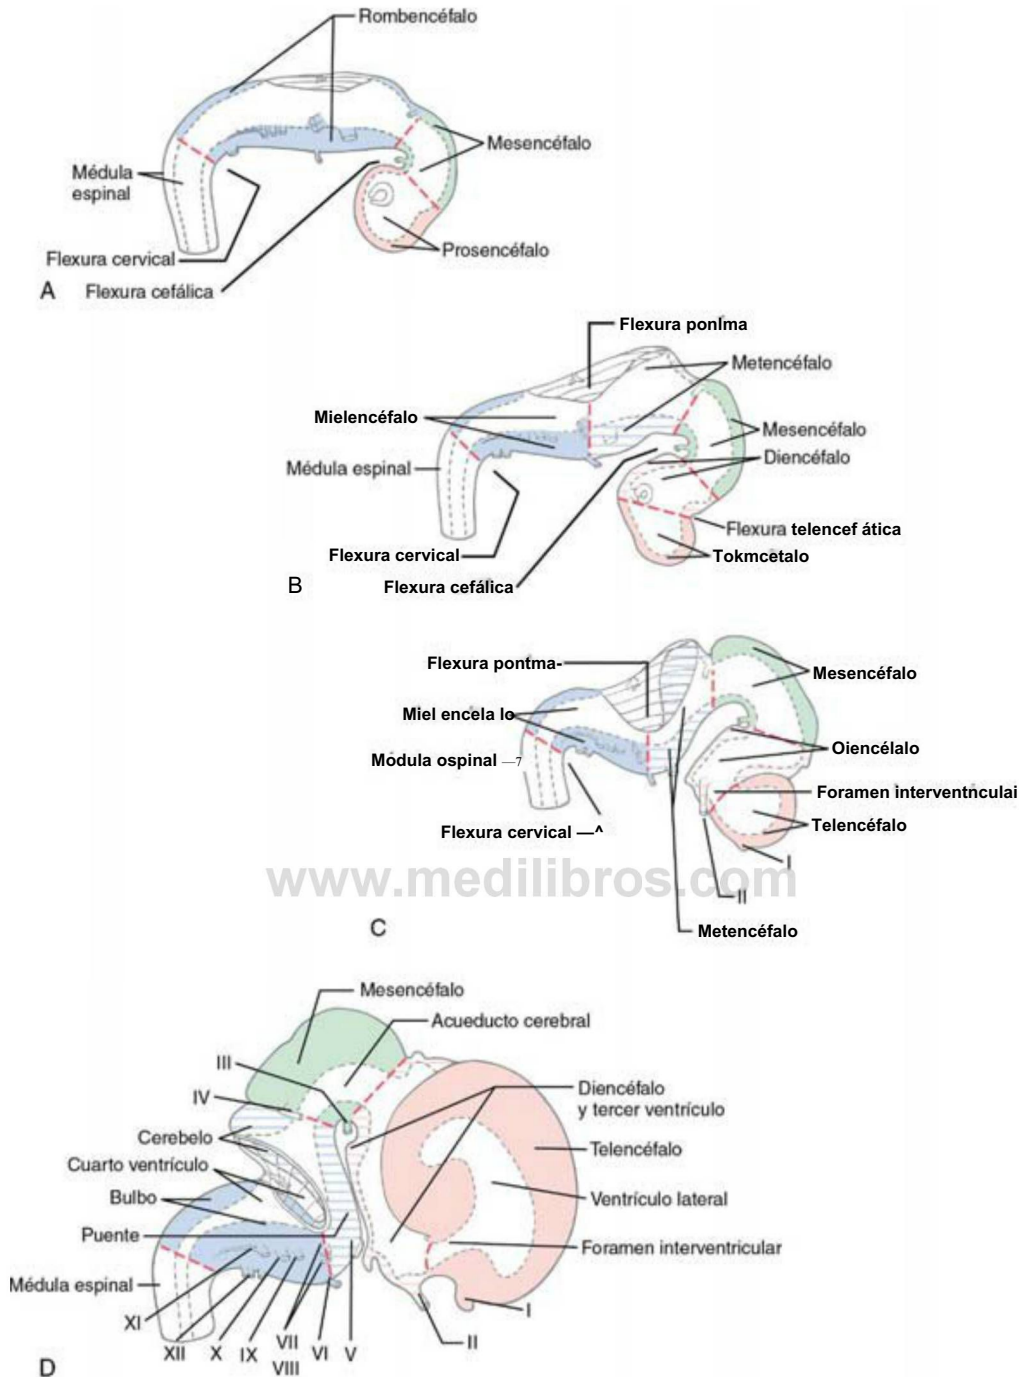 Rombencéfalo
Mesencéfalo
Médula
espinal
Flexura cervical
Prosencéfalo
A
Flexura cefálica
Flexura ponlma
Metencéfalo
Mielencéfalo
Mesencéfalo
Médula espinal
Diencéfalo
Flexura telencef ática
Flexura cervical
Tokmcetalo
B
Flexura cefálica
Flexura pontma-
Mesencéfalo
Miel encela lo
Oiencélalo
Módula ospinal —7
Foramen interventnculai
Flexura cervical —^
Telencéfalo
I
www.medilibros.com
II
C
Metencéfalo
Mesencéfalo
Acueducto cerebral
III
Diencéfalo
y tercer ventrículo
IV
Cerebelo
Telencéfalo
Cuarto ventrículo
Bulbo
Ventrículo lateral
Puente
Foramen interventricular
Médula espinal
I
XI
II
XII X IX VII VI V
VIII
D